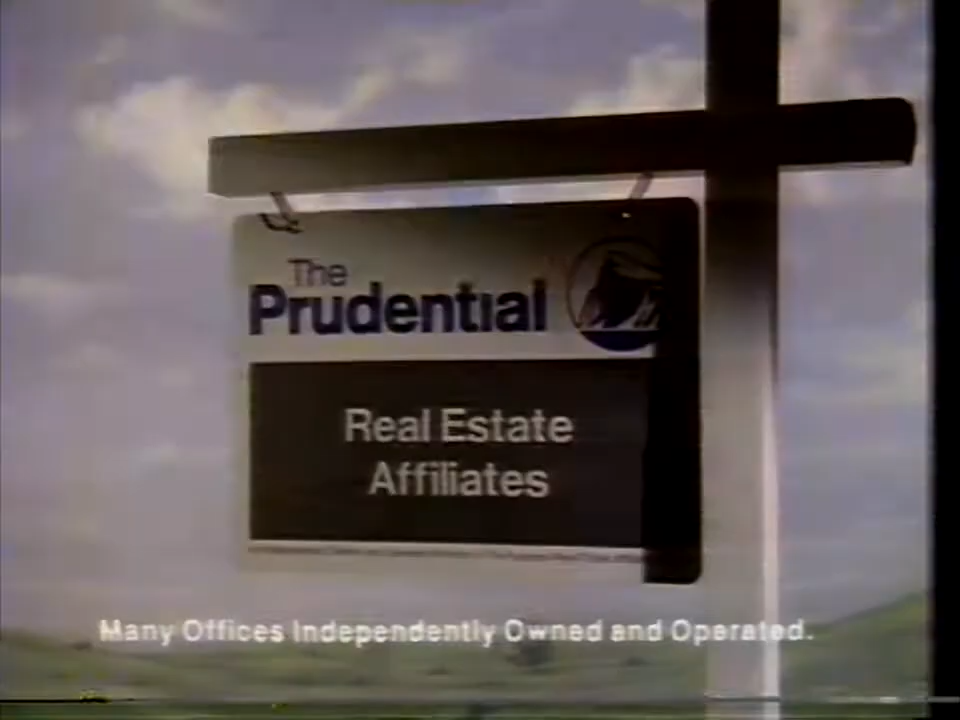 The
Prudential
Real Estate
Affiliates
Many Offices Independently Owned and Operated.